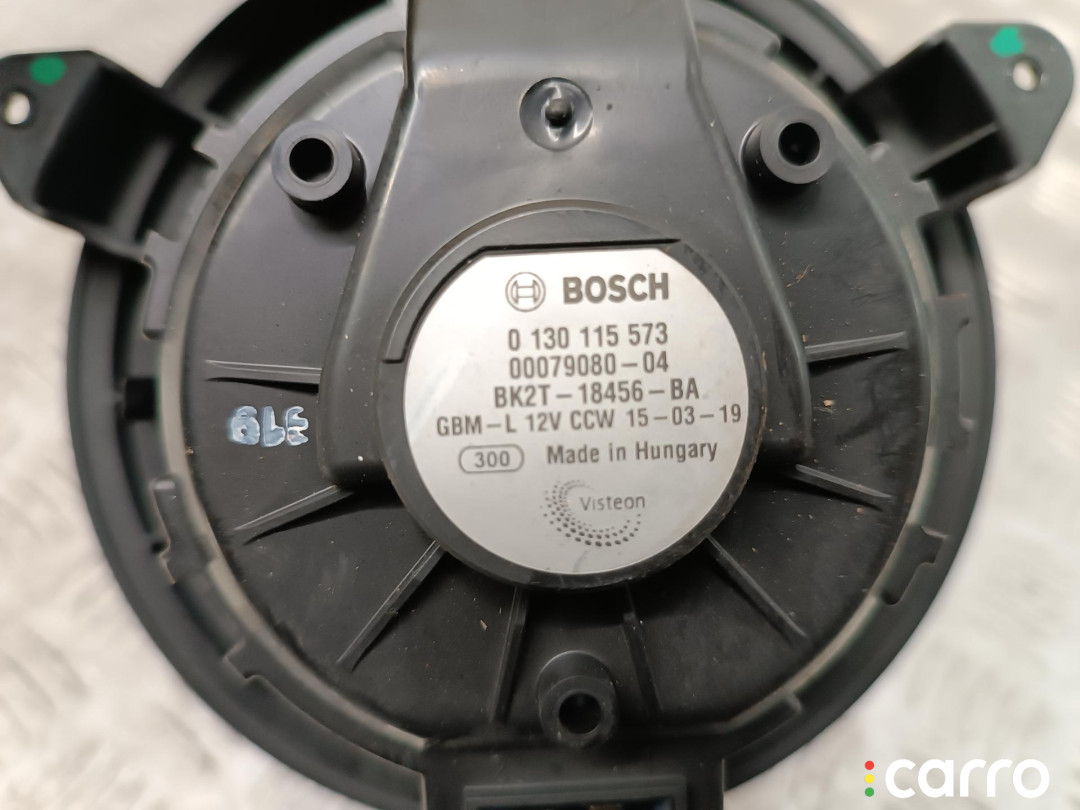 BOSCH
0 130 115 573
00079080-04
BK2T-18456-BA
GBM-L 12V CCW 15-03-19
300 Made in Hungary
Visteon
319
carro